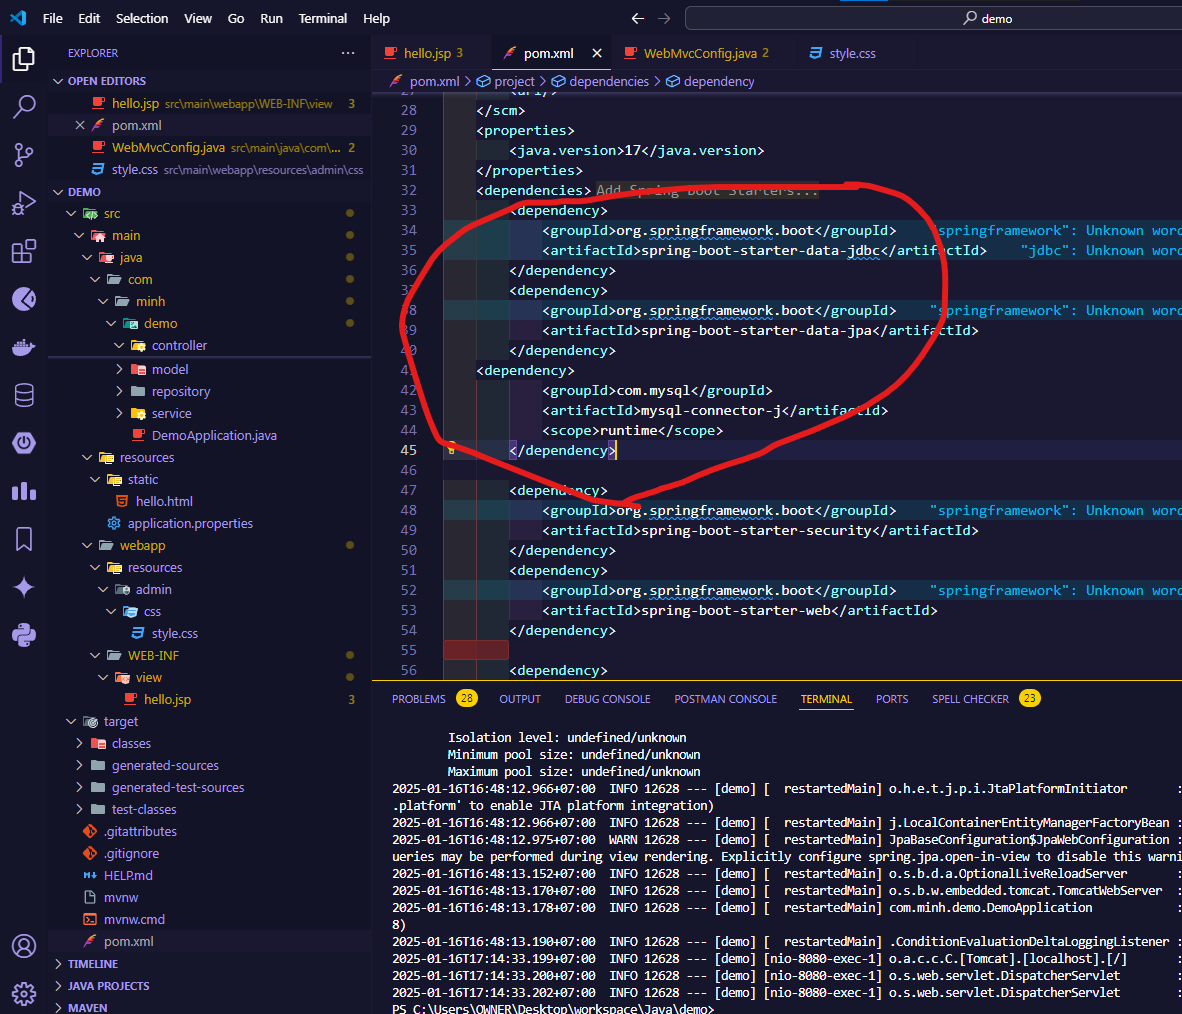 File Edit Selection View Go Run Terminal Help
demo
EXPLORER
OPEN EDITORS
hello.jsp src\main\webapp\WEB-INF\view 3
pom.xml
WebMvcConfig.java src\main\java\com\... 2
style.css src\main\webapp\resources\admin\css
DEMO
src
main
java
com
minh
demo
controller
model
repository
service
DemoApplication.java
resources
static
hello.html
application.properties
webapp
resources
admin
css
style.css
WEB-INF
view
hello.jsp 3
target
classes
generated-sources
generated-test-sources
test-classes
.gitattributes
.gitignore
HELP.md
mvnw
mvnw.cmd
pom.xml
TIMELINE
JAVA PROJECTS
MAVEN
hello.jsp 3 pom.xml WebMvcConfig.java 2 style.css
pom.xml > project > dependencies > dependency
27 <url/>
28 </scm>
29 <properties>
30 <java.version>17</java.version>
31 </properties>
32 <dependencies> Add Spring Boot Starters...
33 <dependency>
34 <groupId>org.springframework.boot</groupId> "springframework": Unknown word
35 <artifactId>spring-boot-starter-data-jdbc</artifactId> "jdbc": Unknown word
36 </dependency>
37 <dependency>
38 <groupId>org.springframework.boot</groupId> "springframework": Unknown word
39 <artifactId>spring-boot-starter-data-jpa</artifactId>
40 </dependency>
41 <dependency>
42 <groupId>com.mysql</groupId>
43 <artifactId>mysql-connector-j</artifactId>
44 <scope>runtime</scope>
45 </dependency>
46
47 <dependency>
48 <groupId>org.springframework.boot</groupId> "springframework": Unknown word
49 <artifactId>spring-boot-starter-security</artifactId>
50 </dependency>
51 <dependency>
52 <groupId>org.springframework.boot</groupId> "springframework": Unknown word
53 <artifactId>spring-boot-starter-web</artifactId>
54 </dependency>
55
56 <dependency>
PROBLEMS 28 OUTPUT DEBUG CONSOLE POSTMAN CONSOLE TERMINAL PORTS SPELL CHECKER 23
Isolation level: undefined/unknown
Minimum pool size: undefined/unknown
Maximum pool size: undefined/unknown
2025-01-16T16:48:12.966+07:00 INFO 12628 --- [demo] [ restartedMain] o.h.e.t.j.p.i.JtaPlatformInitiator :
.platform' to enable JTA platform integration)
2025-01-16T16:48:12.966+07:00 INFO 12628 --- [demo] [ restartedMain] j.LocalContainerEntityManagerFactoryBean :
2025-01-16T16:48:12.975+07:00 WARN 12628 --- [demo] [ restartedMain] JpaBaseConfiguration$JpaWebConfiguration :
ueries may be performed during view rendering. Explicitly configure spring.jpa.open-in-view to disable this warni
2025-01-16T16:48:13.152+07:00 INFO 12628 --- [demo] [ restartedMain] o.s.b.d.a.OptionalLiveReloadServer :
2025-01-16T16:48:13.170+07:00 INFO 12628 --- [demo] [ restartedMain] o.s.b.w.embedded.tomcat.TomcatWebServer :
2025-01-16T16:48:13.178+07:00 INFO 12628 --- [demo] [ restartedMain] com.minh.demo.DemoApplication :
8)
2025-01-16T16:48:13.190+07:00 INFO 12628 --- [demo] [ restartedMain] .ConditionEvaluationDeltaLoggingListener :
2025-01-16T17:14:33.199+07:00 INFO 12628 --- [demo] [nio-8080-exec-1] o.a.c.c.C.[Tomcat].[localhost].[/] :
2025-01-16T17:14:33.200+07:00 INFO 12628 --- [demo] [nio-8080-exec-1] o.s.web.servlet.DispatcherServlet :
2025-01-16T17:14:33.202+07:00 INFO 12628 --- [demo] [nio-8080-exec-1] o.s.web.servlet.DispatcherServlet :
PS C:\Users\OWNER\Desktop\workspace\Java\demo>